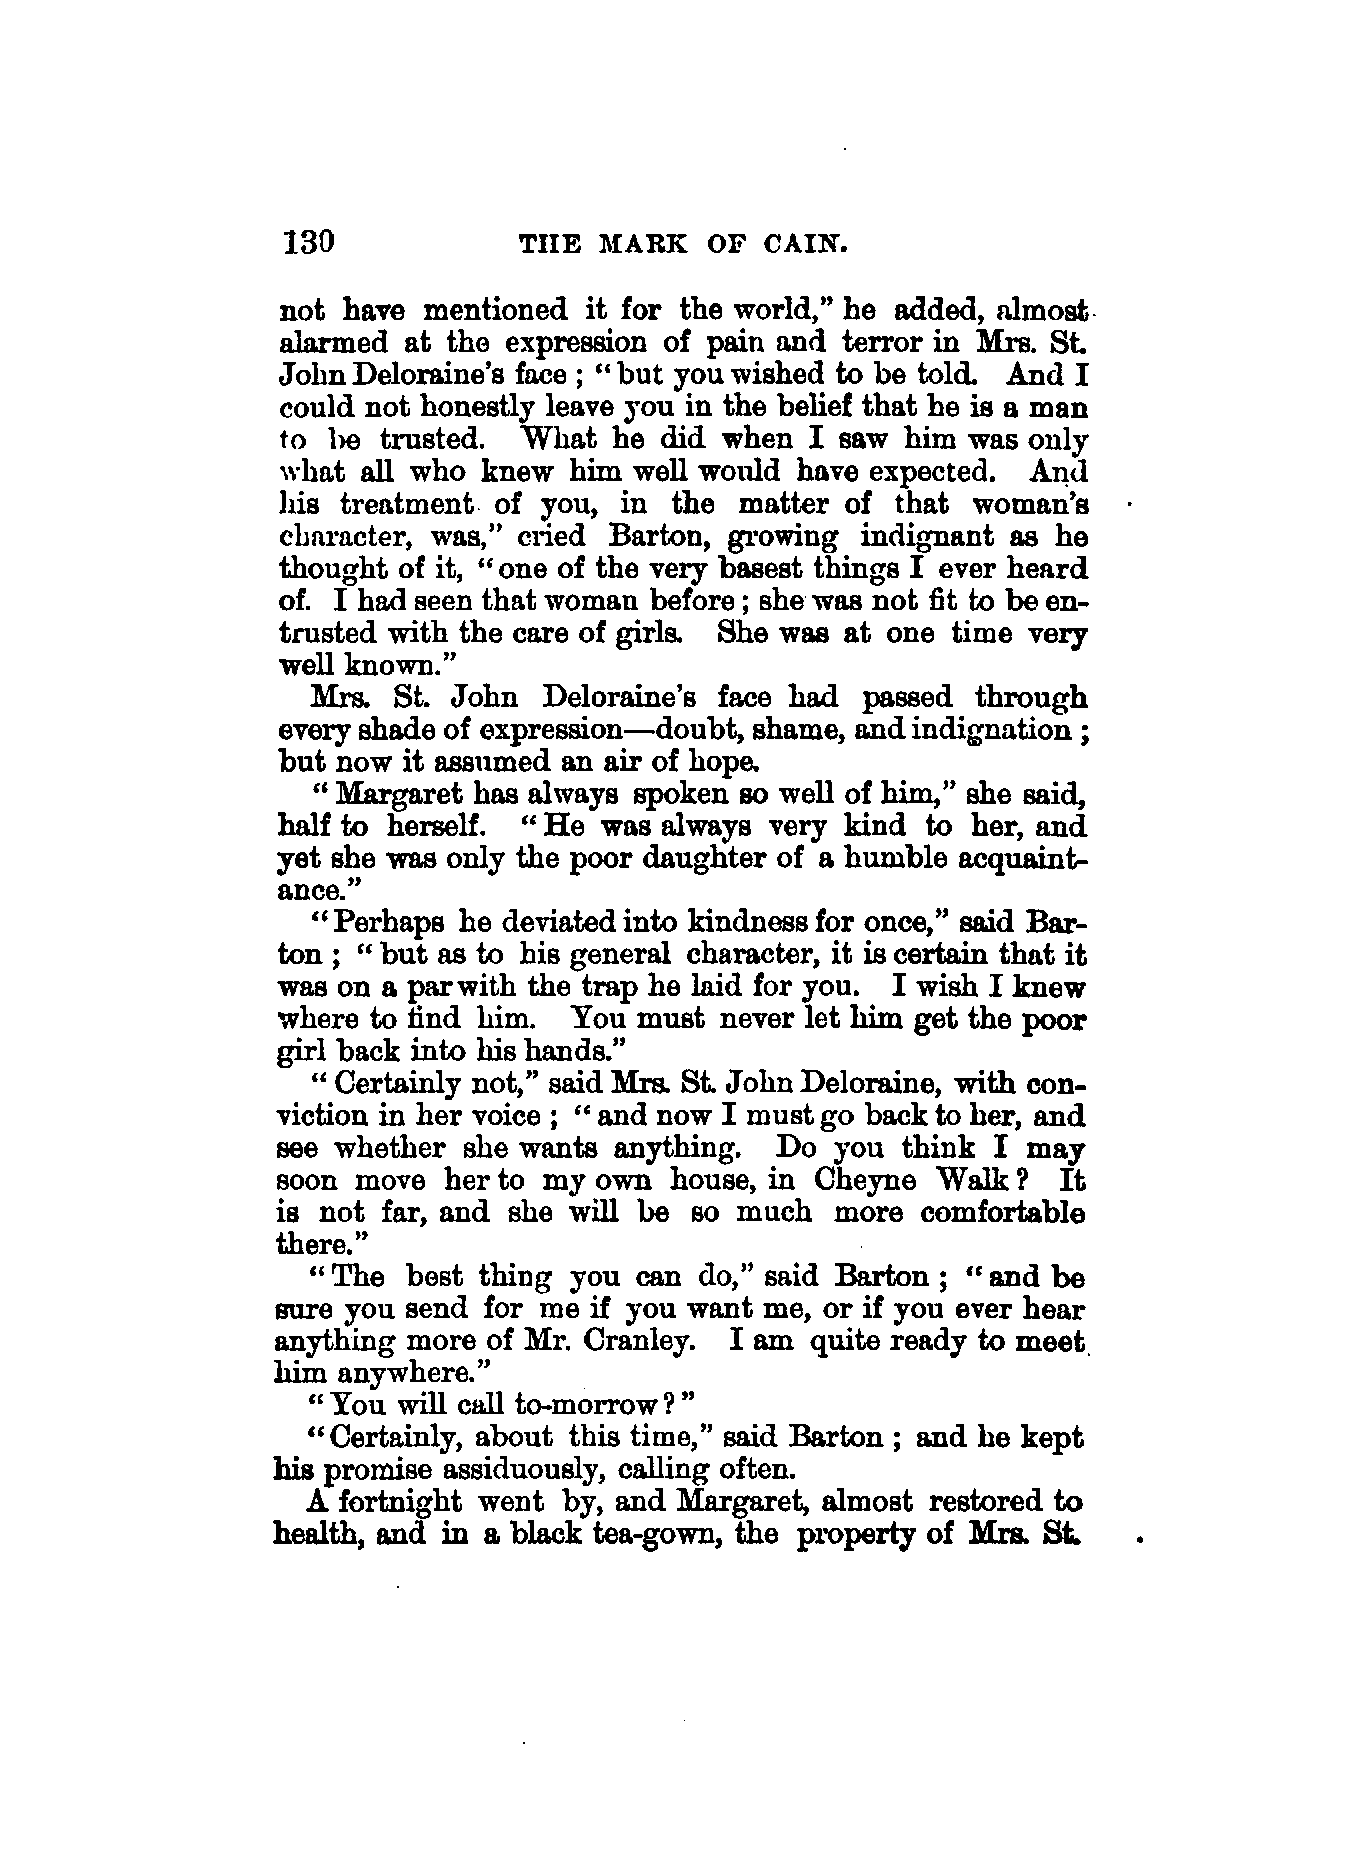 130 THE MARK OF CAIN.
not have mentioned it for the world,” he added, almost
alarmed at the expression of pain and terror in Mrs. St.
John Deloraine’s face ; “but you wished to be told. And I
could not honestly leave you in the belief that he is a man
to be trusted. What he did when I saw him was only
what all who knew him well would have expected. And
his treatment of you, in the matter of that woman’s
character, was,” cried Barton, growing indignant as he
thought of it, “one of the very basest things I ever heard
of. I had seen that woman before ; she was not fit to be en-
trusted with the care of girls. She was at one time very
well known.”
Mrs. St. John Deloraine’s face had passed through
every shade of expression—doubt, shame, and indignation ;
but now it assumed an air of hope.
“Margaret has always spoken so well of him,” she said,
half to herself. “He was always very kind to her, and
yet she was only the poor daughter of a humble acquaint-
ance.”
“Perhaps he deviated into kindness for once,” said Bar-
ton ; “but as to his general character, it is certain that it
was on a par with the trap he laid for you. I wish I knew
where to find him. You must never let him get the poor
girl back into his hands.”
“Certainly not,” said Mrs. St. John Deloraine, with con-
viction in her voice ; “and now I must go back to her, and
see whether she wants anything. Do you think I may
soon move her to my own house, in Cheyne Walk? It
is not far, and she will be so much more comfortable
there.”
“The best thing you can do,” said Barton ; “and be
sure you send for me if you want me, or if you ever hear
anything more of Mr. Cranley. I am quite ready to meet
him anywhere.”
“You will call to-morrow?”
“Certainly, about this time,” said Barton ; and he kept
his promise assiduously, calling often.
A fortnight went by, and Margaret, almost restored to
health, and in a black tea-gown, the property of Mrs. St.